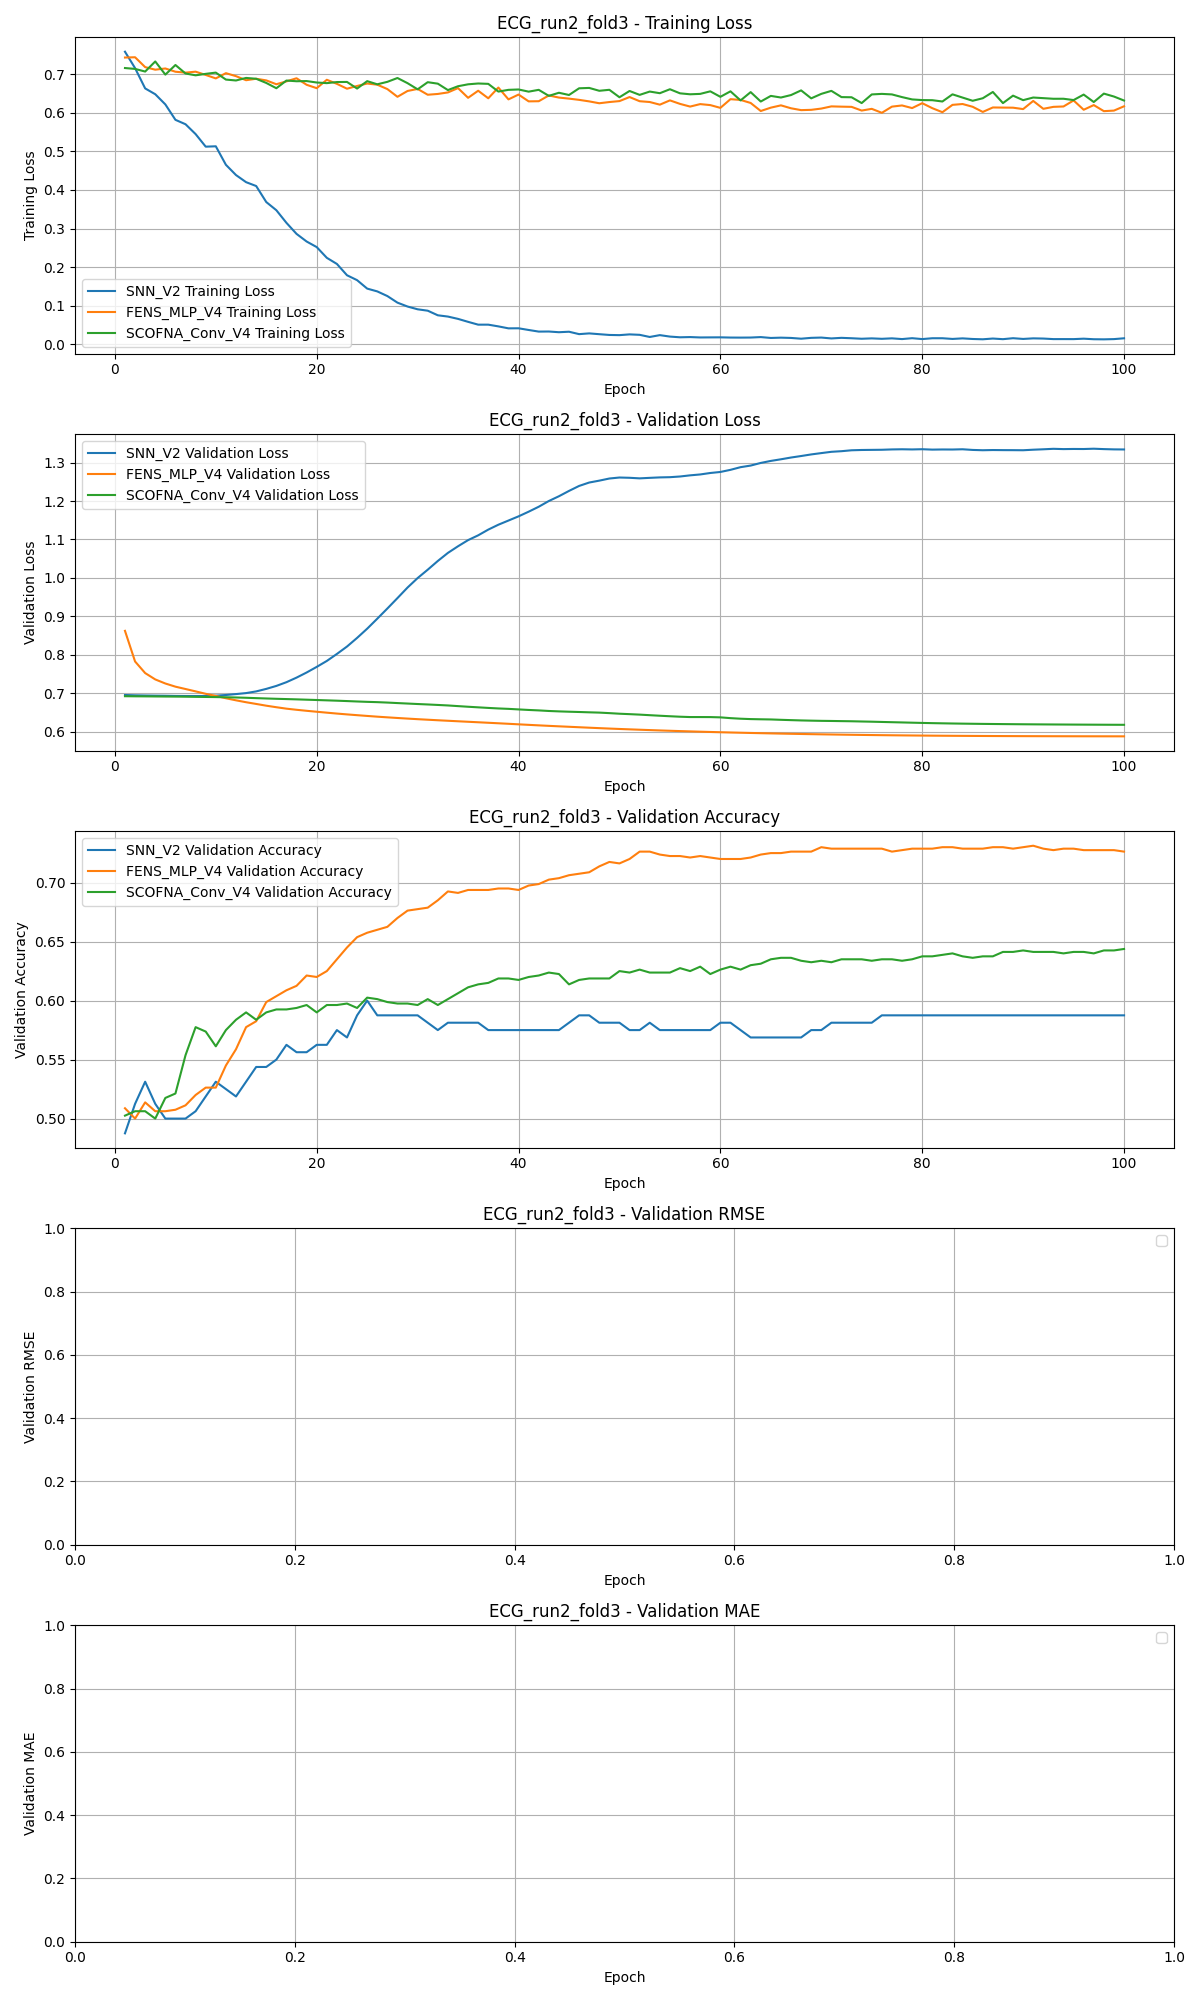 ECG_run2_fold3 - Training Loss
0.7
0.6
0.5
0.4
0.3
0.2
0.1
0.0
Training Loss
SNN_V2 Training Loss
FENS_MLP_V4 Training Loss
SCOFNA_Conv_V4 Training Loss
0 20 40 60 80 100
Epoch
ECG_run2_fold3 - Validation Loss
1.3
1.2
1.1
1.0
0.9
0.8
0.7
0.6
Validation Loss
SNN_V2 Validation Loss
FENS_MLP_V4 Validation Loss
SCOFNA_Conv_V4 Validation Loss
0 20 40 60 80 100
Epoch
ECG_run2_fold3 - Validation Accuracy
0.70
0.65
0.60
0.55
0.50
Validation Accuracy
SNN_V2 Validation Accuracy
FENS_MLP_V4 Validation Accuracy
SCOFNA_Conv_V4 Validation Accuracy
0 20 40 60 80 100
Epoch
ECG_run2_fold3 - Validation RMSE
1.0
0.8
0.6
0.4
0.2
0.0
Validation RMSE
0.0 0.2 0.4 0.6 0.8 1.0
Epoch
ECG_run2_fold3 - Validation MAE
1.0
0.8
0.6
0.4
0.2
0.0
Validation MAE
0.0 0.2 0.4 0.6 0.8 1.0
Epoch